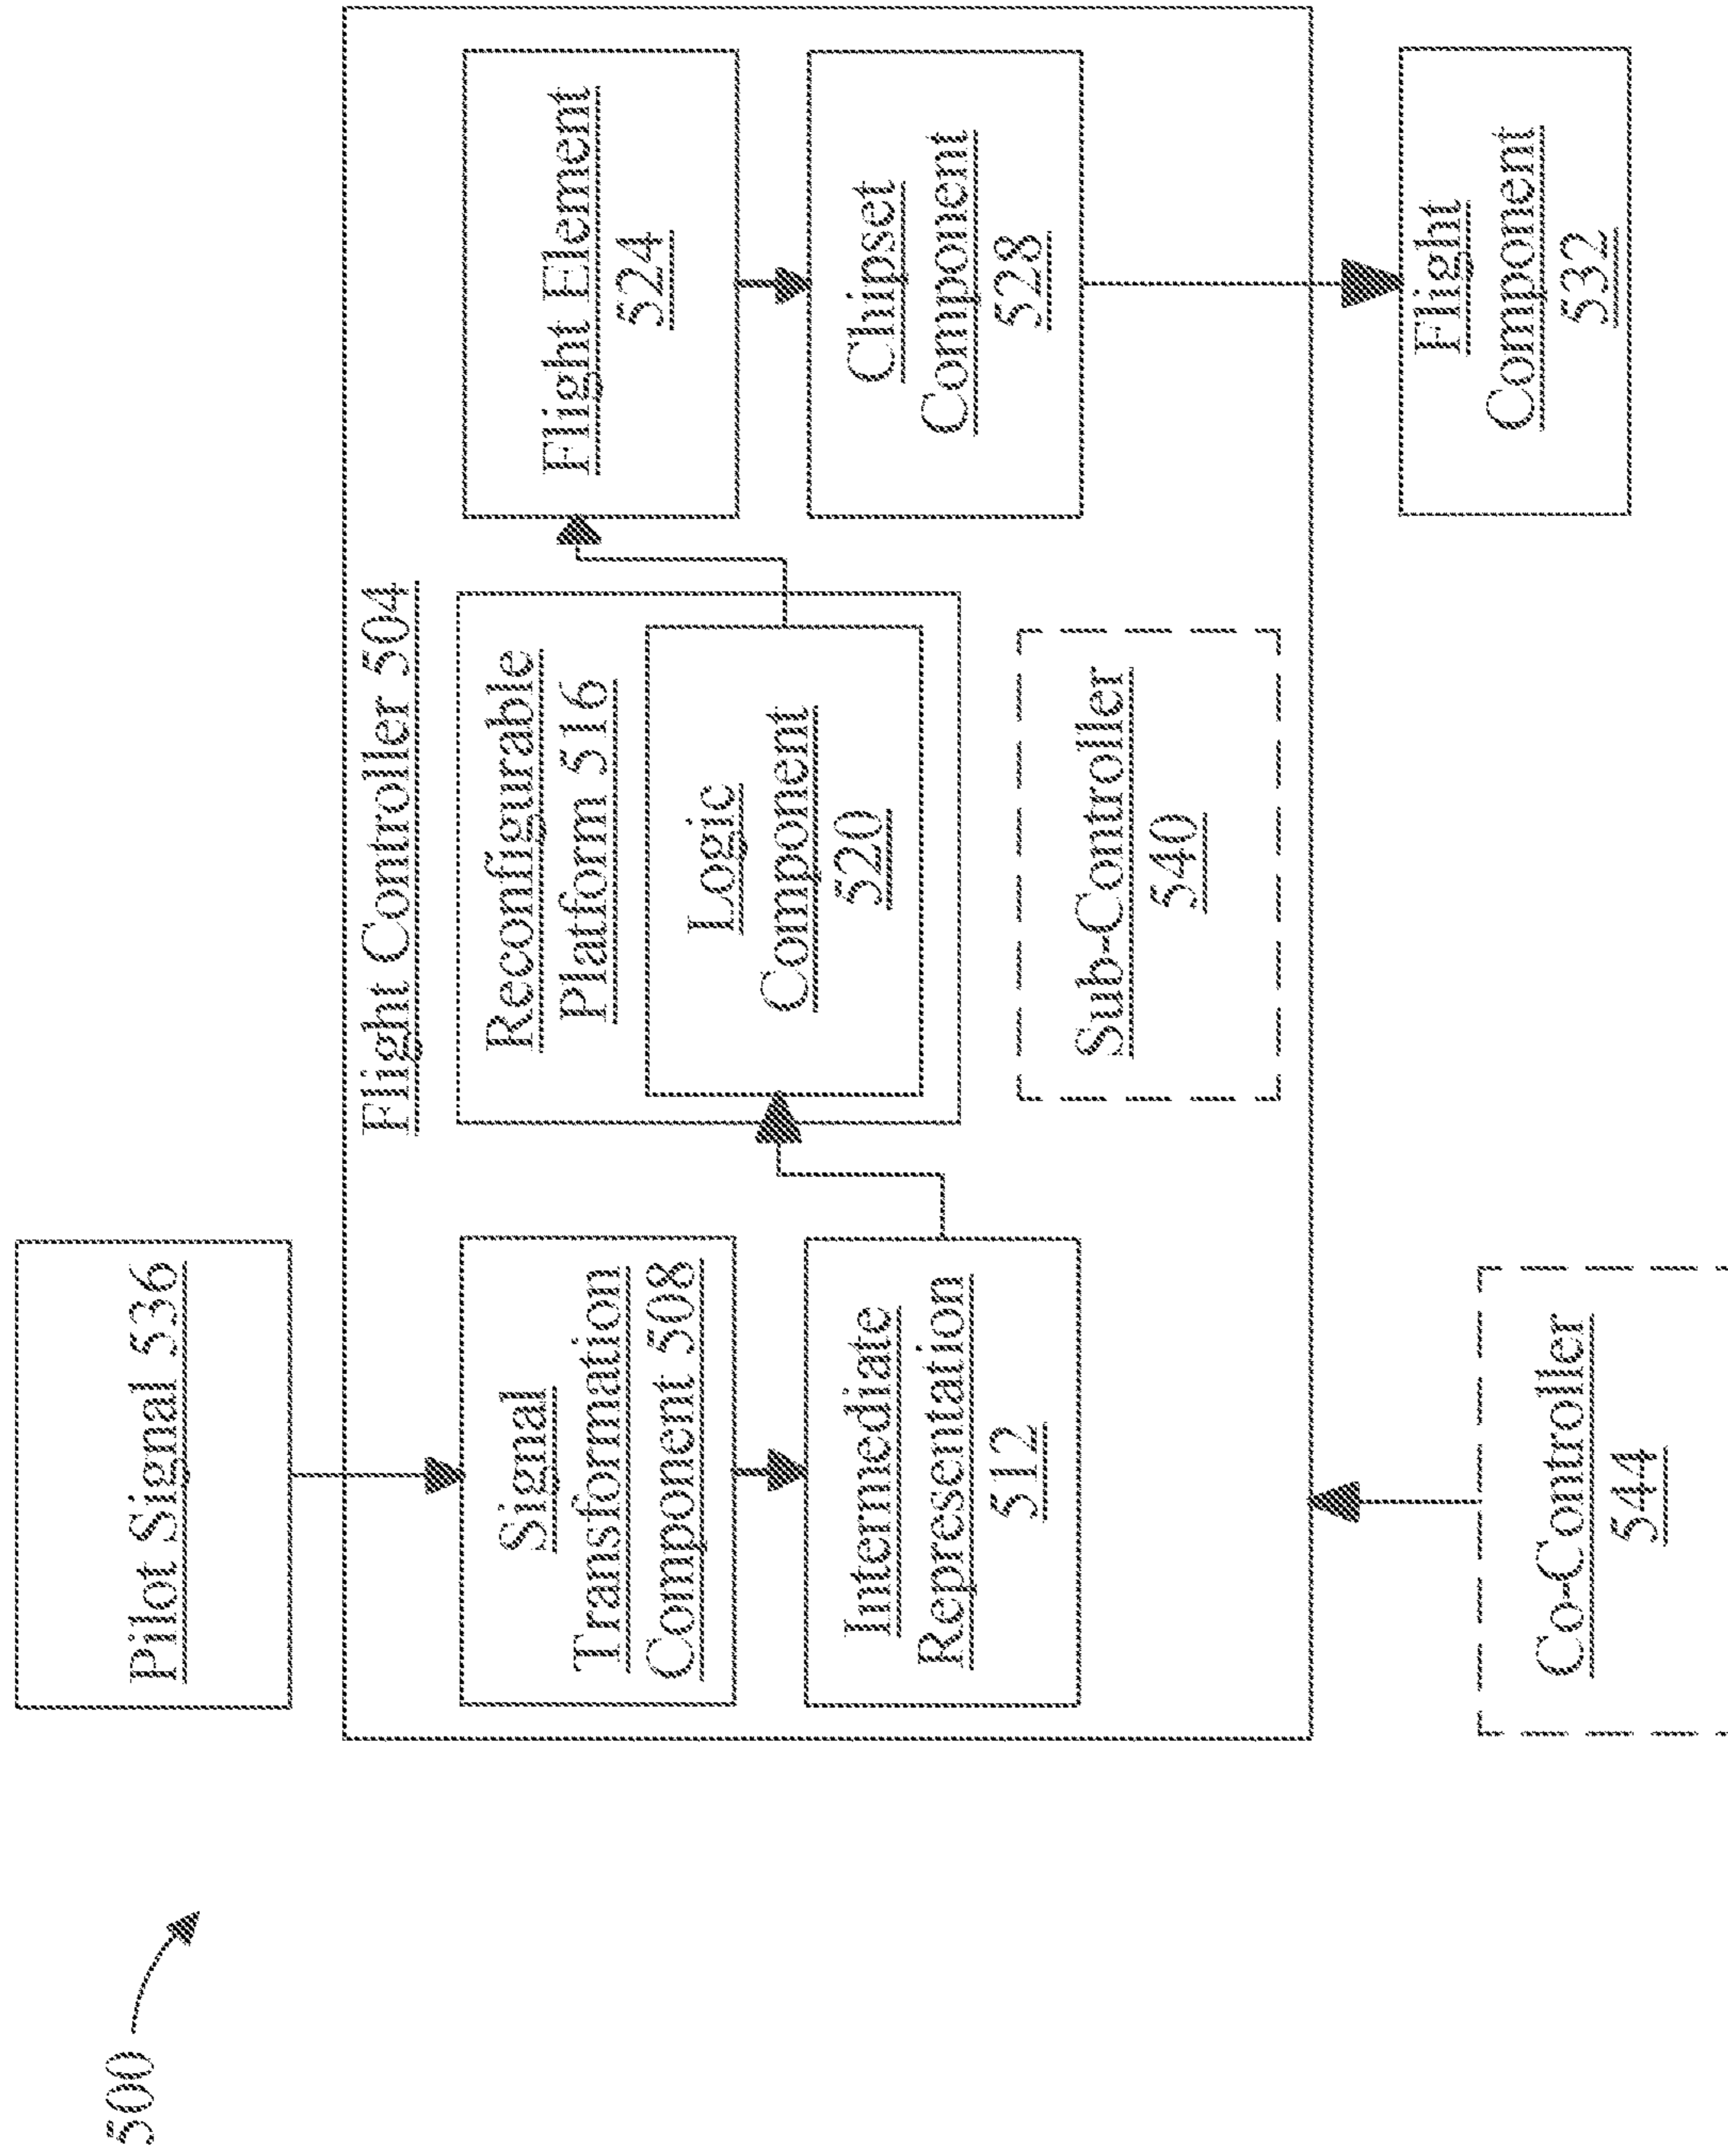 500
Pilot Signal 536
Flight Controller 504
Signal
Transformation
Component 508
Intermediate
Representation
512
Reconfigurable
Platform 516
Logic
Component
520
Flight Element
524
Chipset
Component
528
Sub-Controller
540
Co-Controller
544
Flight
Component
532